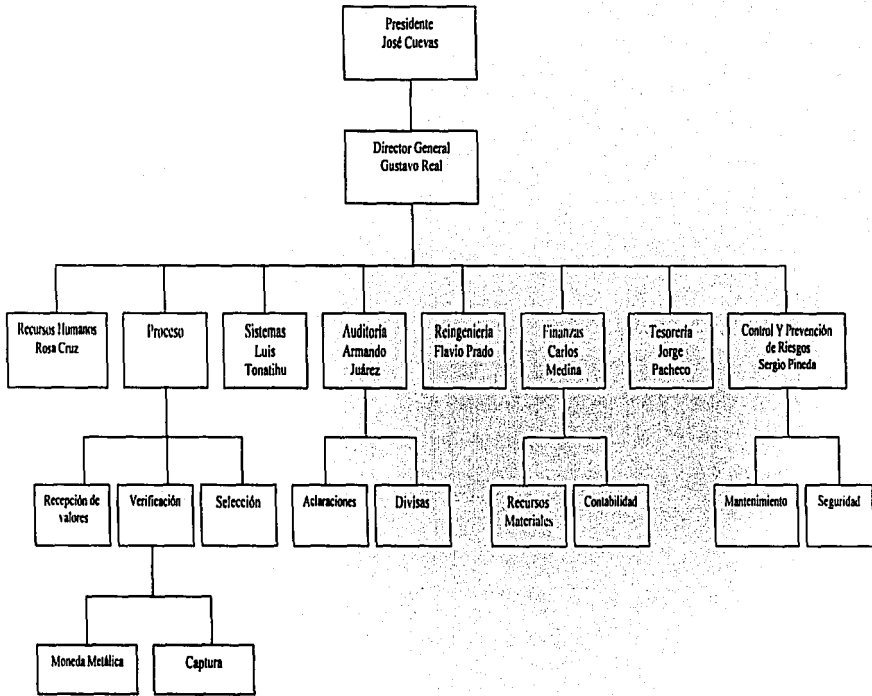 Presidente
José Cuevas
Director General
Gustavo Real
Recursos Humanos
Rosa Cruz
Proceso
Sistemas
Luis
Tonatihu
Auditoría
Armando
Juárez
Reingeniería
Flavio Prado
Finanzas
Carlos
Medina
Tesorería
Jorge
Pacheco
Control Y Prevención
de Riesgos
Sergio Pineda
Recepción de
valores
Verificación
Selección
Aclaraciones
Divisas
Recursos
Materiales
Contabilidad
Mantenimiento
Seguridad
Moneda Metálica
Captura